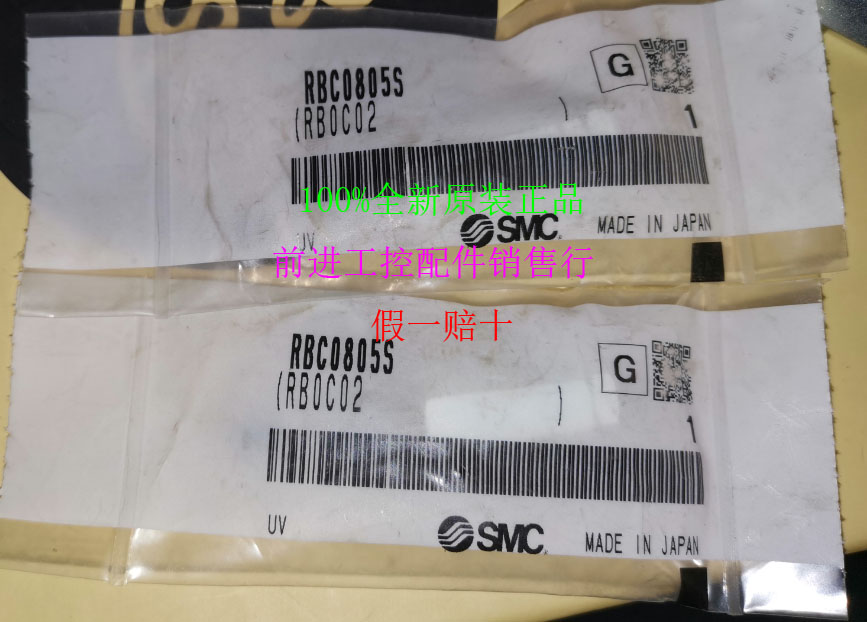 RBC0805S
G
(RB0C02 )
1
100%全新原装正品
UV
SMC
MADE IN JAPAN
前进工控配件销售行
假一赔十
RBC0805S
G
(RB0C02 )
1
UV
SMC
MADE IN JAPAN